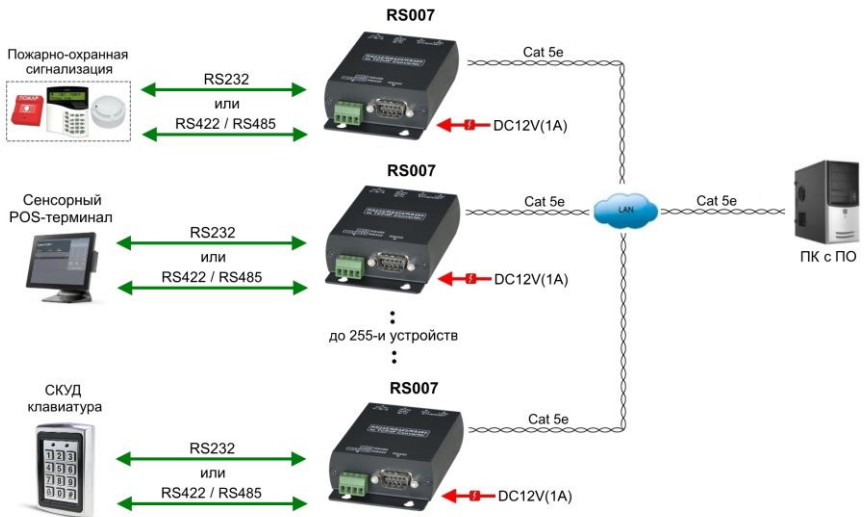 RS007
Cat 5e
Пожарно-охранная
сигнализация
ПОЖАР
RS232
или
RS422 / RS485
DC12V(1A)
RS007
Сенсорный
POS-терминал
Cat 5e
LAN
Cat 5e
RS232
или
RS422 / RS485
DC12V(1A)
ПК с ПО
до 255-и устройств
RS007
СКУД
клавиатура
Cat 5e
RS232
или
RS422 / RS485
DC12V(1A)